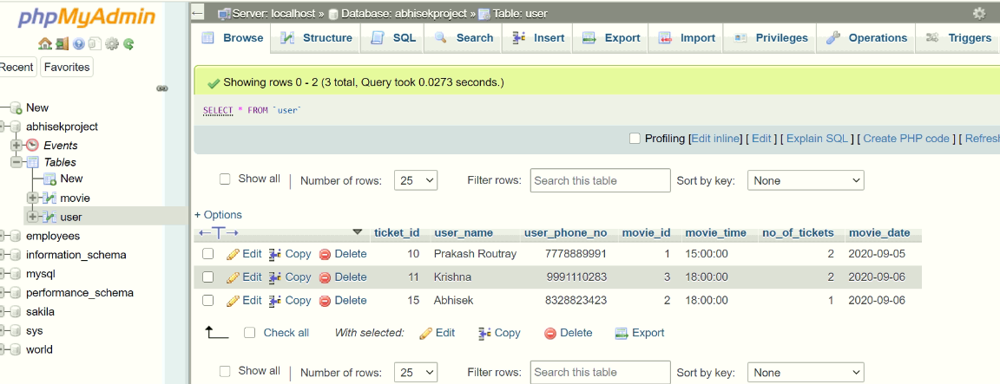 phpMyAdmin
Recent Favorites
New
abhisekproject
Events
Tables
New
movie
user
employees
information_schema
mysql
performance_schema
sakila
sys
world
Server: localhost » Database: abhisekproject » Table: user
Browse Structure SQL Search Insert Export Import Privileges Operations Triggers
Showing rows 0 - 2 (3 total, Query took 0.0273 seconds.)
SELECT * FROM `user`
Profiling [Edit inline] [ Edit ] [ Explain SQL ] [ Create PHP code ] [ Refresh
Show all | Number of rows: 25 Filter rows: Search this table Sort by key: None
+ Options
←T→ ticket_id user_name user_phone_no movie_id movie_time no_of_tickets movie_date
Edit Copy Delete 10 Prakash Routray 7778889991 1 15:00:00 2 2020-09-05
Edit Copy Delete 11 Krishna 9991110283 3 18:00:00 2 2020-09-06
Edit Copy Delete 15 Abhisek 8328823423 2 18:00:00 1 2020-09-06
Check all With selected: Edit Copy Delete Export
Show all | Number of rows: 25 Filter rows: Search this table Sort by key: None